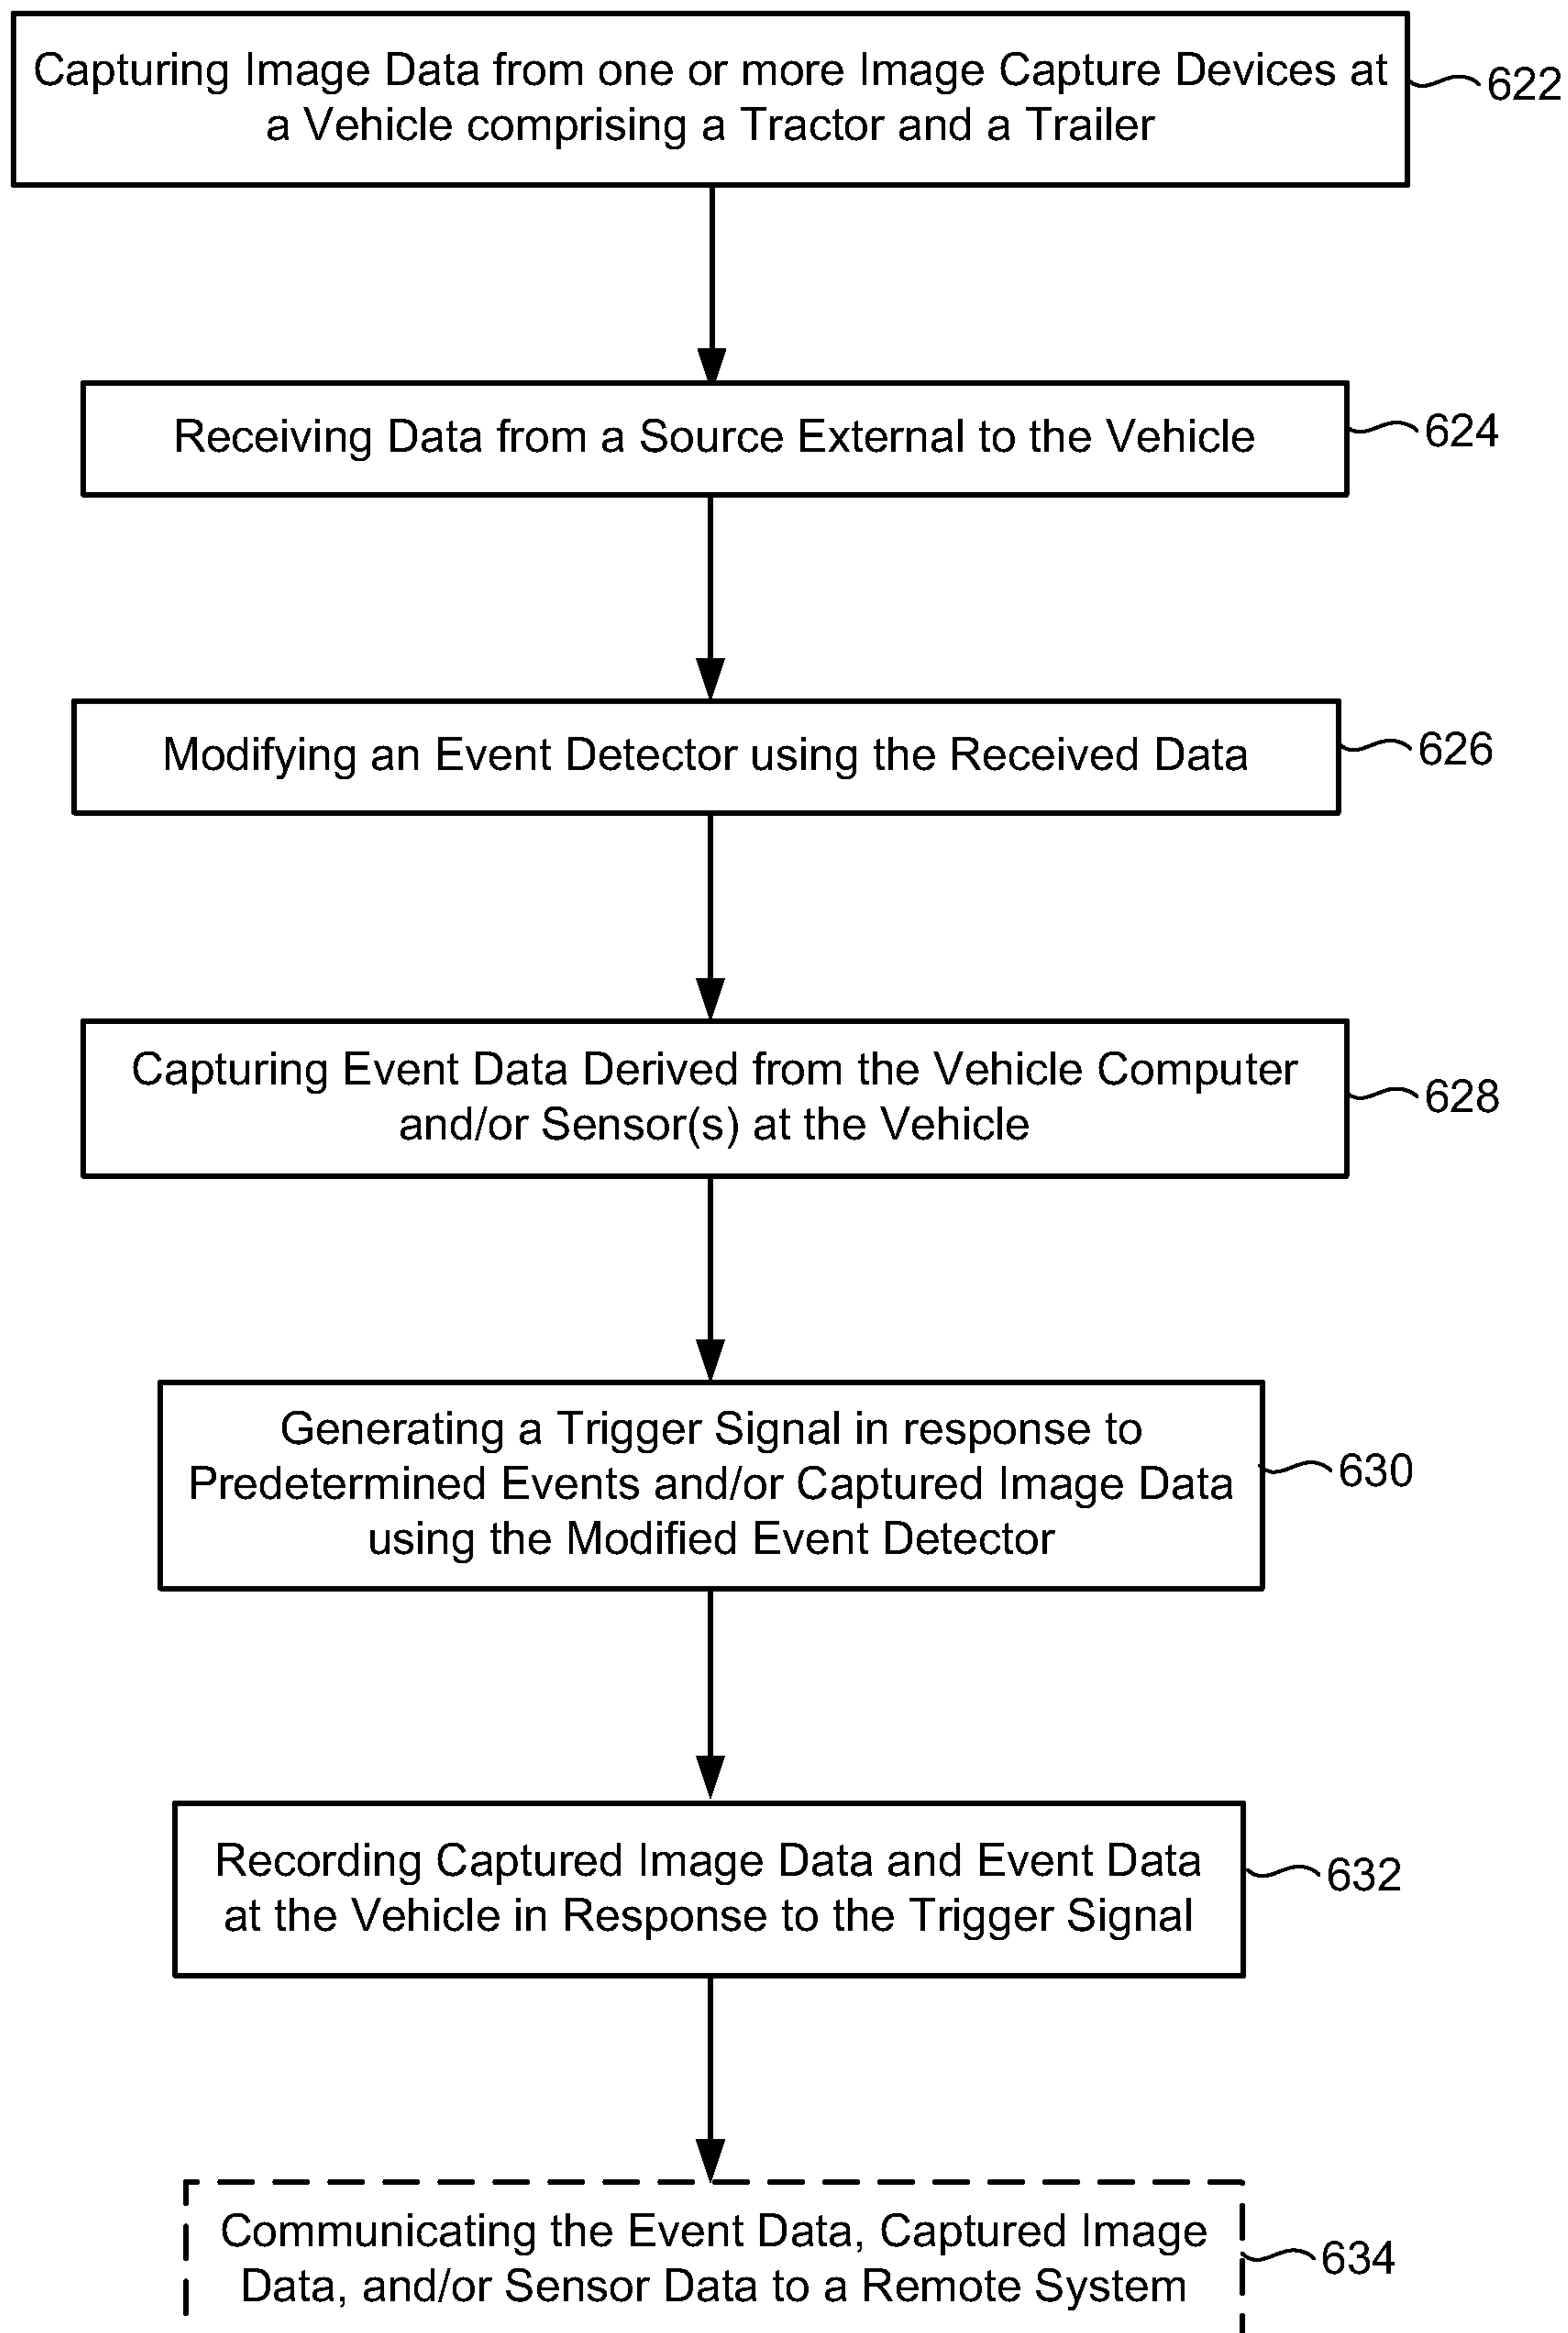 Capturing Image Data from one or more Image Capture Devices at
a Vehicle comprising a Tractor and a Trailer
622
Receiving Data from a Source External to the Vehicle
624
Modifying an Event Detector using the Received Data
626
Capturing Event Data Derived from the Vehicle Computer
and/or Sensor(s) at the Vehicle
628
Generating a Trigger Signal in response to
Predetermined Events and/or Captured Image Data
using the Modified Event Detector
630
Recording Captured Image Data and Event Data
at the Vehicle in Response to the Trigger Signal
632
Communicating the Event Data, Captured Image
Data, and/or Sensor Data to a Remote System
634